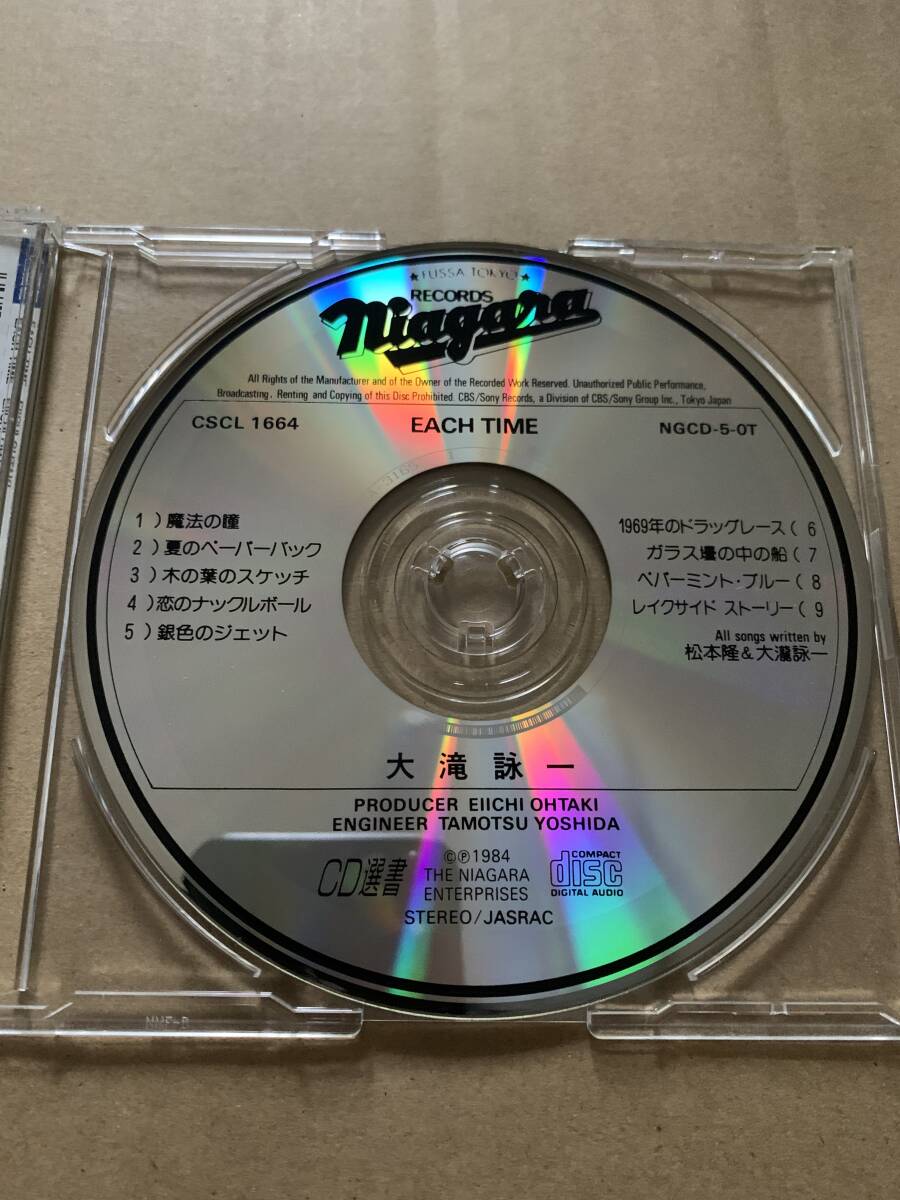 ★FUSSA TOKYO★
RECORDS
Niagara
All Rights of the Manufacturer and of the Owner of the Recorded Work Reserved. Unauthorized Public Performance,
Broadcasting, Renting and Copying of this Disc Prohibited. CBS/Sony Records, a Division of CBS/Sony Group Inc., Tokyo Japan
CSCL 1664 EACH TIME NGCD-5-OT
1)魔法の瞳
2)夏のペーパーバック
3)木の葉のスケッチ
4)恋のナックルボール
5)銀色のジェット
1969年のドラッグレース(6
ガラス壜の中の船(7
ペパーミント・ブルー(8
レイクサイド ストーリー(9
All songs written by
松本隆&大瀧詠一
大滝詠一
PRODUCER EIICHI OHTAKI
ENGINEER TAMOTSU YOSHIDA
CD選書
©℗1984
THE NIAGARA
ENTERPRISES
COMPACT
disc
DIGITAL AUDIO
STEREO/JASRAC